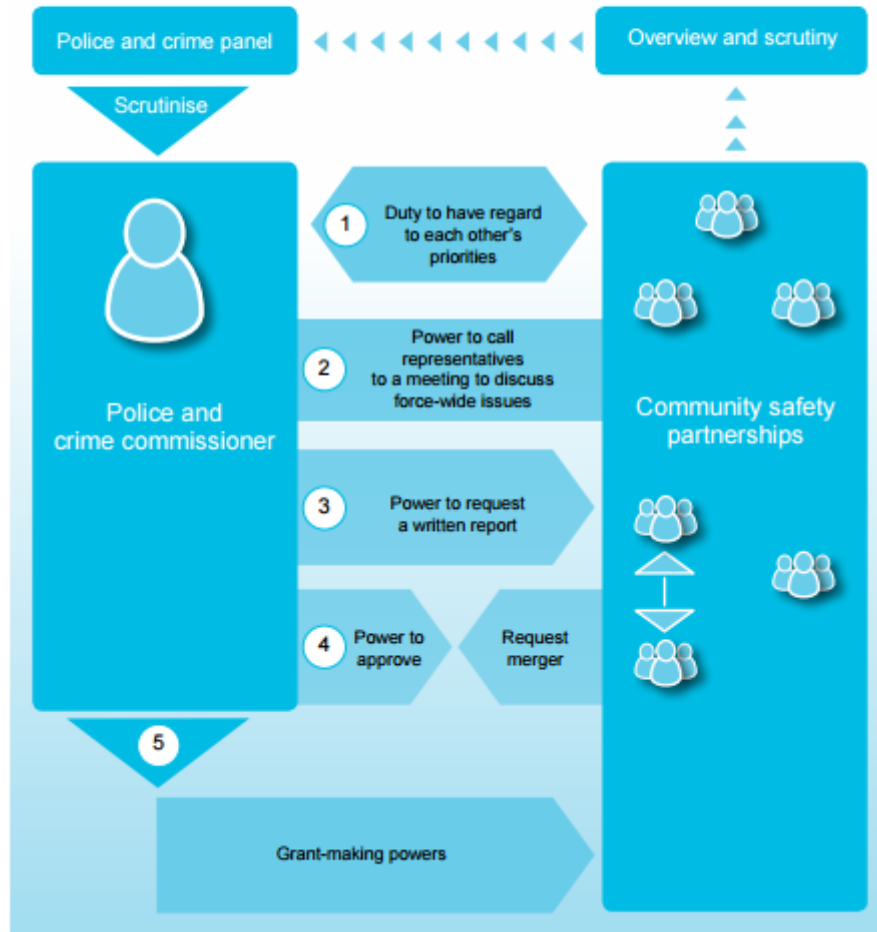 Police and crime panel
Overview and scrutiny
Scrutinise
1
Duty to have regard
to each other's
priorities
2
Power to call
representatives
to a meeting to discuss
force-wide issues
Police and
crime commissioner
Community safety
partnerships
3
Power to request
a written report
4
Power to
approve
Request
merger
5
Grant-making powers